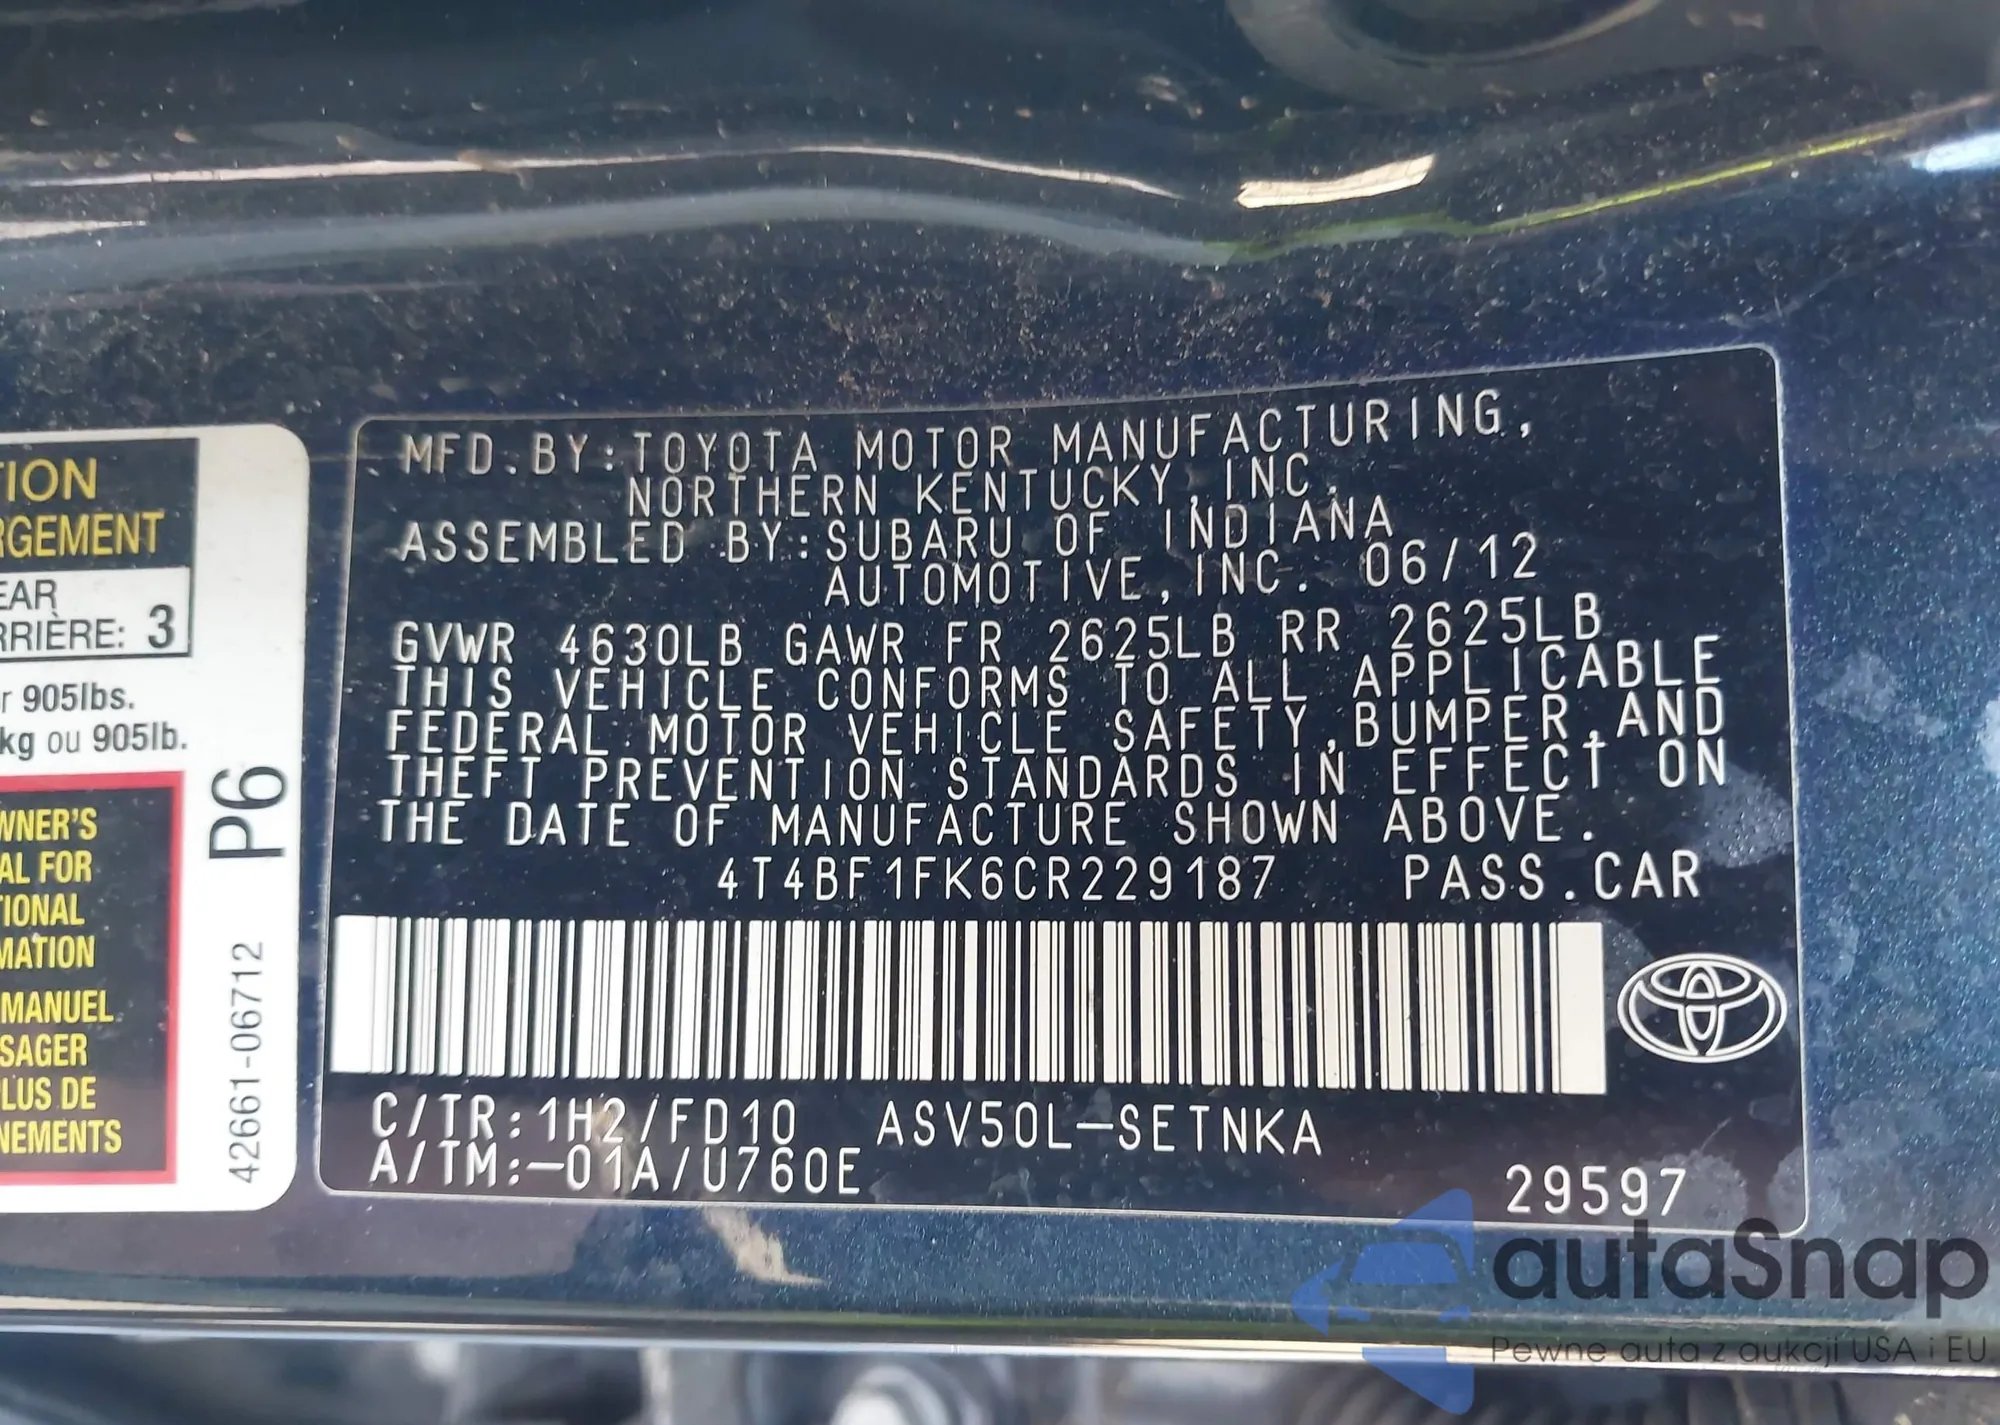 TION
RGEMENT
EAR
RRIÈRE: 3
r 905lbs.
kg ou 905lb.
WNER'S
AL FOR
TIONAL
MATION
MANUEL
SAGER
LUS DE
NEMENTS
P6
42661-06712
MFD.BY:TOYOTA MOTOR MANUFACTURING,
NORTHERN KENTUCKY,INC.
ASSEMBLED BY:SUBARU OF INDIANA
AUTOMOTIVE,INC. 06/12
GVWR 4630LB GAWR FR 2625LB RR 2625LB
THIS VEHICLE CONFORMS TO ALL APPLICABLE
FEDERAL MOTOR VEHICLE SAFETY,BUMPER,AND
THEFT PREVENTION STANDARDS IN EFFECT ON
THE DATE OF MANUFACTURE SHOWN ABOVE.
4T4BF1FK6CR229187 PASS.CAR
C/TR:1H2/FD10 ASV50L-SETNKA
A/TM:-01A/U760E
29597
autaSnap
Pewne auta z aukcji USA i EU